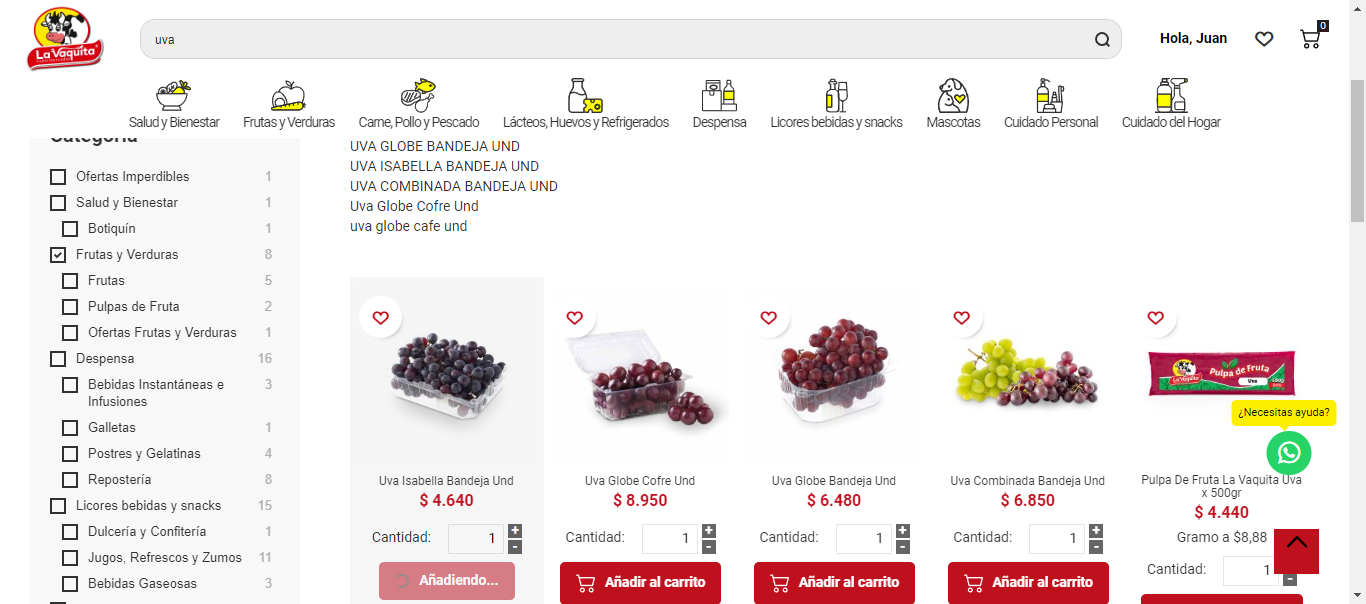 La Vaquita
uva
Hola, Juan
0
Salud y Bienestar
Frutas y Verduras
Carne, Pollo y Pescado
Lácteos, Huevos y Refrigerados
Despensa
Licores bebidas y snacks
Mascotas
Cuidado Personal
Cuidado del Hogar
Categoría
Ofertas Imperdibles 1
Salud y Bienestar 1
Botiquín 1
Frutas y Verduras 8
Frutas 5
Pulpas de Fruta 2
Ofertas Frutas y Verduras 1
Despensa 16
Bebidas Instantáneas e 3
Infusiones
Galletas 1
Postres y Gelatinas 4
Repostería 8
Licores bebidas y snacks 15
Dulcería y Confitería 1
Jugos, Refrescos y Zumos 11
Bebidas Gaseosas 3
UVA GLOBE BANDEJA UND
UVA ISABELLA BANDEJA UND
UVA COMBINADA BANDEJA UND
Uva Globe Cofre Und
uva globe cafe und
Uva Isabella Bandeja Und
$ 4.640
Cantidad: 1 + -
Añadiendo...
Uva Globe Cofre Und
$ 8.950
Cantidad: 1 + -
Añadir al carrito
Uva Globe Bandeja Und
$ 6.480
Cantidad: 1 + -
Añadir al carrito
Uva Combinada Bandeja Und
$ 6.850
Cantidad: 1 + -
Añadir al carrito
La Vaquita
Pulpa de Fruta
Uva
500g
¿Necesitas ayuda?
Pulpa De Fruta La Vaquita Uva
x 500gr
$ 4.440
Gramo a $8,88
Cantidad: 1 -